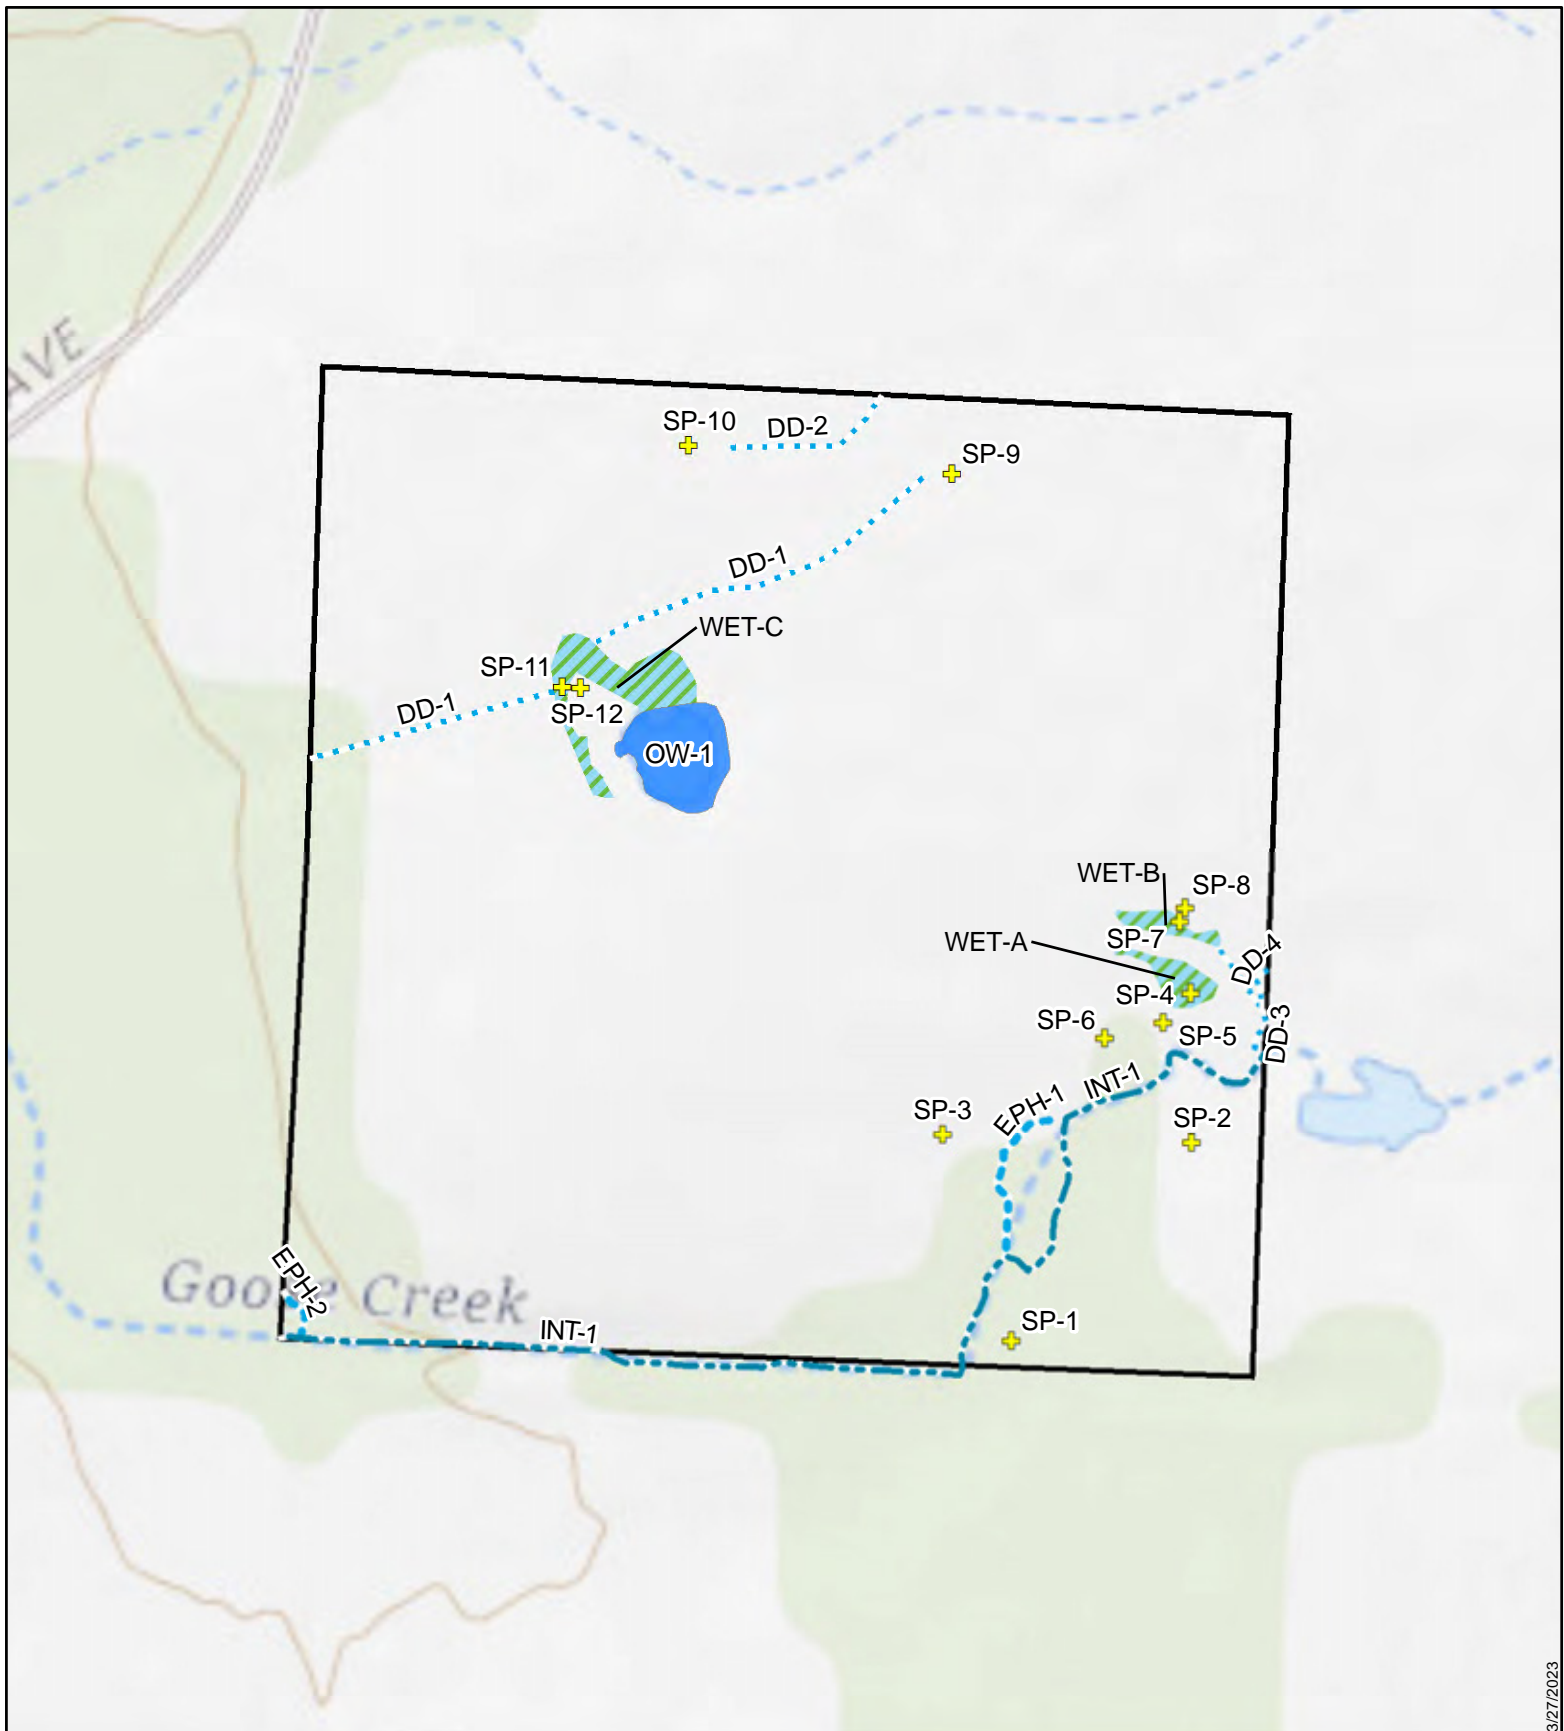 AVE
SP-10
DD-2
SP-9
DD-1
WET-C
SP-11
DD-1
SP-12
OW-1
WET-B
SP-8
SP-7
WET-A
DD-4
SP-4
SP-6
SP-5
DD-3
INT-1
EPH-1
SP-3
SP-2
EPH-2
Goose Creek
INT-1
SP-1
3/27/2023